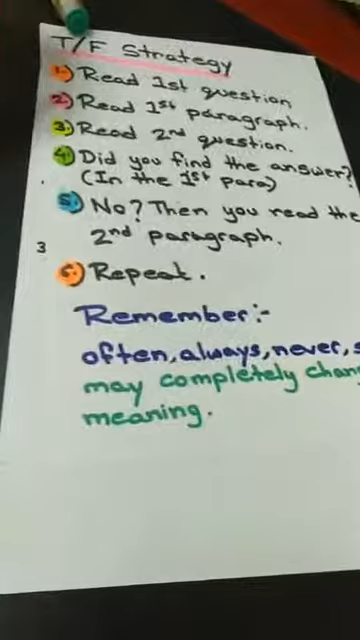 T/F Strategy
1.) Read 1st question
2.) Read 1st paragraph.
3.) Read 2nd question.
4.) Did you find the answer?
(In the 1st para)
5.) No? Then you read the
3
2nd paragraph.
6.) Repeat.
Remember:-
often, always, never,
may completely
meaning.